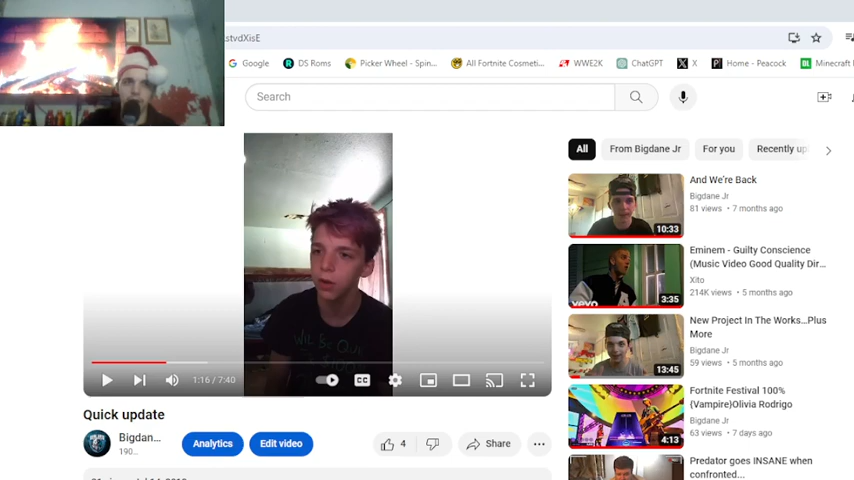 stvdXisE
Google
DS Roms
Picker Wheel - Spin...
All Fortnite Cosmeti...
WWE2K
ChatGPT
X
Home - Peacock
Minecraft
Search
All
From Bigdane Jr
For you
Recently up
And We're Back
Bigdane Jr
81 views • 7 months ago
10:33
Eminem - Guilty Conscience
(Music Video Good Quality Dir...
Xito
214K views • 5 months ago
vevo
3:35
New Project In The Works...Plus
More
Bigdane Jr
59 views • 5 months ago
13:45
Fortnite Festival 100%
{Vampire}Olivia Rodrigo
Bigdane Jr
63 views • 7 days ago
4:13
Predator goes INSANE when
confronted...
1:16 / 7:40
CC
Quick update
Bigdan...
190...
Analytics
Edit video
4
Share